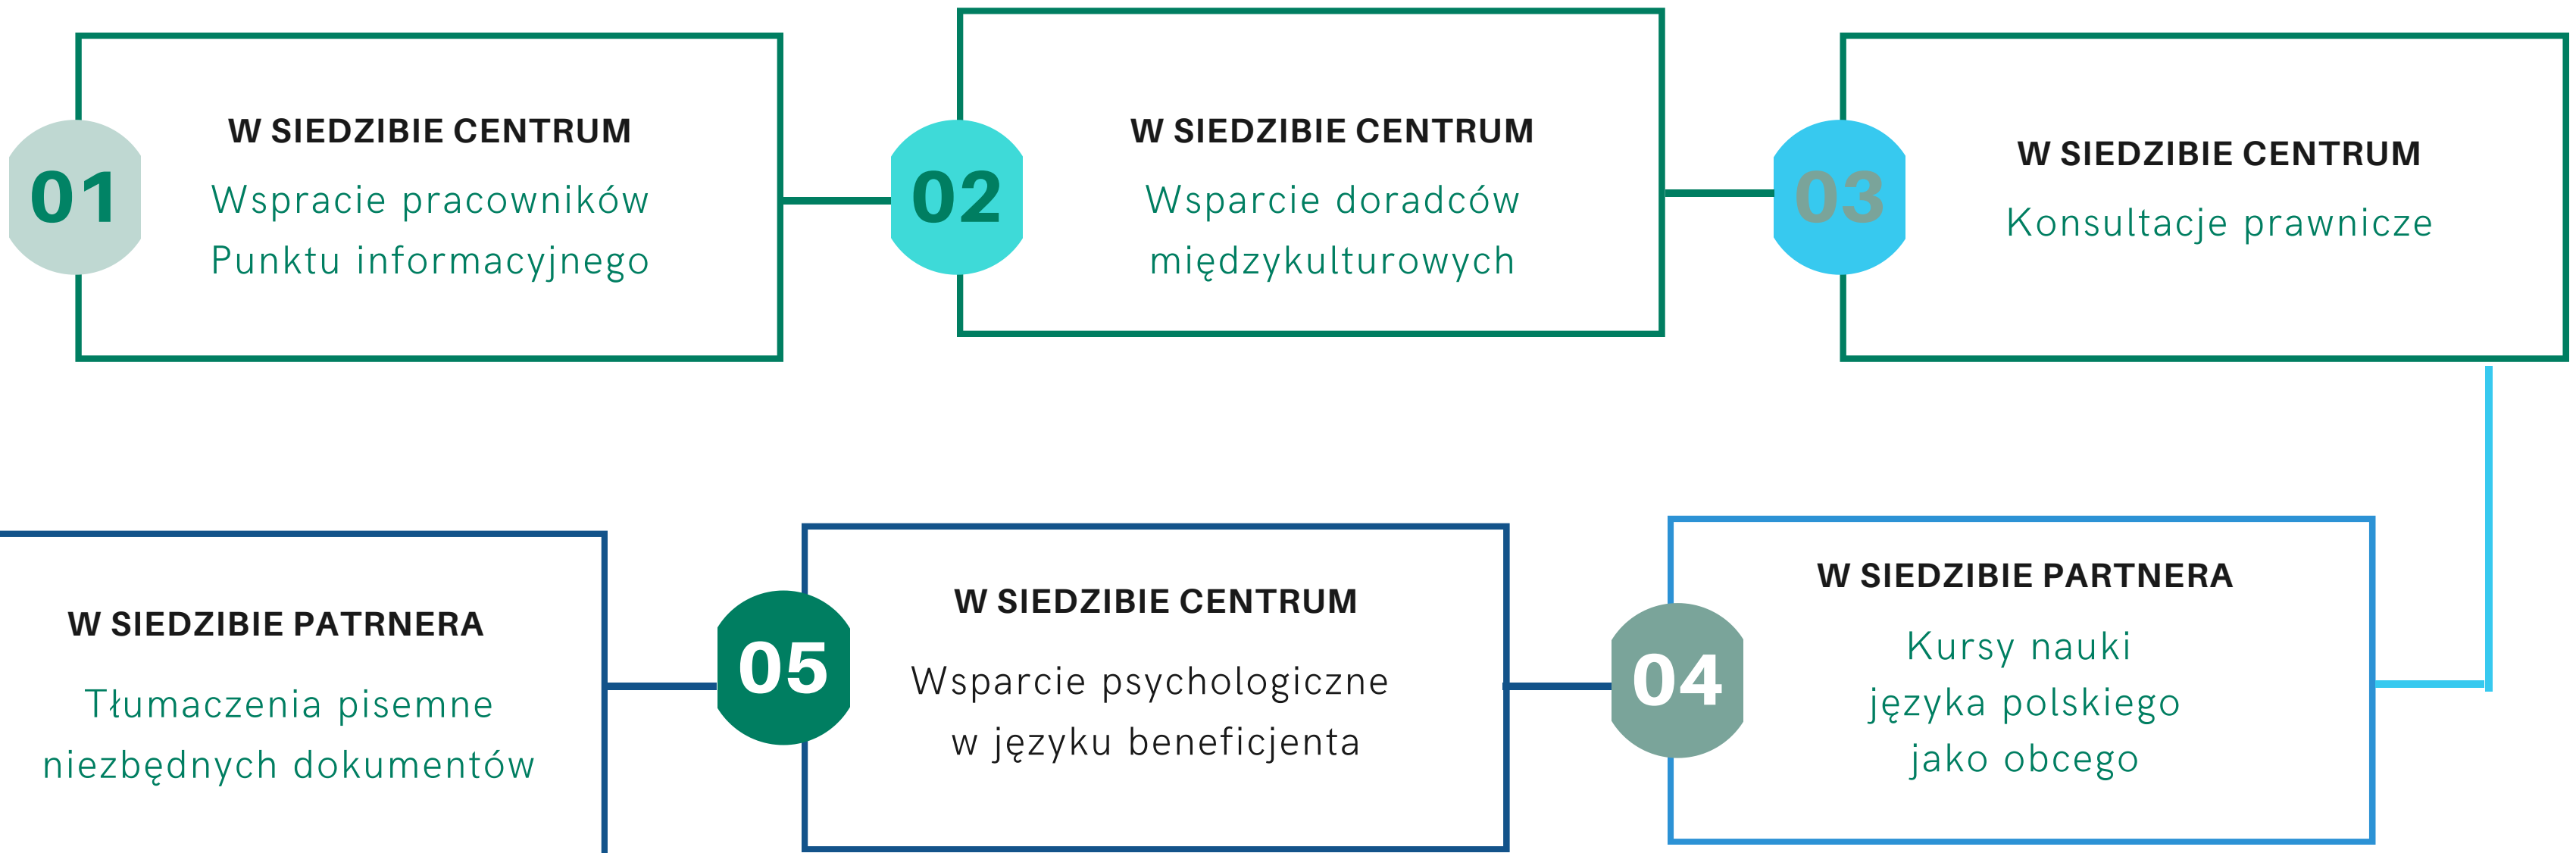 01
W SIEDZIBIE CENTRUM
Wspracie pracowników
Punktu informacyjnego
02
W SIEDZIBIE CENTRUM
Wsparcie doradców
międzykulturowych
03
W SIEDZIBIE CENTRUM
Konsultacje prawnicze
04
W SIEDZIBIE PARTNERA
Kursy nauki
języka polskiego
jako obcego
05
W SIEDZIBIE CENTRUM
Wsparcie psychologiczne
w języku beneficjenta
W SIEDZIBIE PATRNERA
Tłumaczenia pisemne
niezbędnych dokumentów